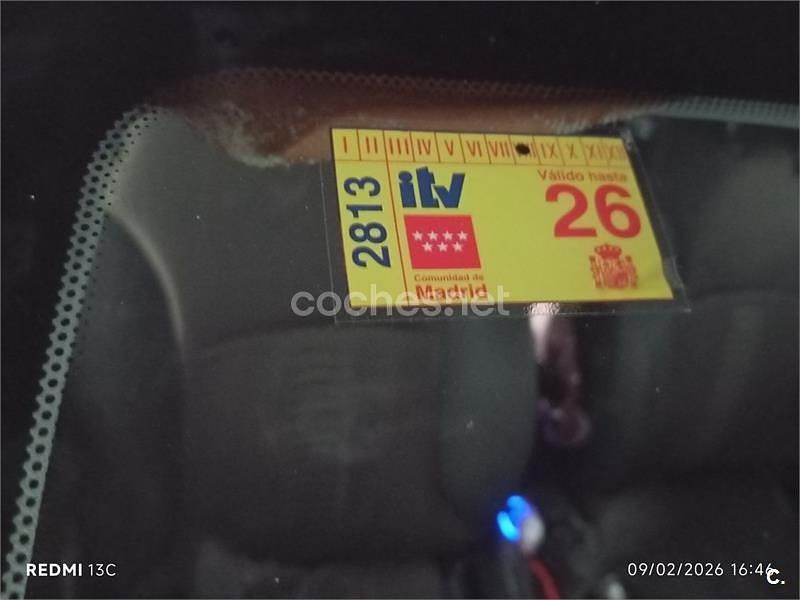 I II III IV V VI VII IX X XI XII
2813
itv
Válido hasta
26
Comunidad de
Madrid
coches.net
REDMI 13C
09/02/2026 16:46
c.